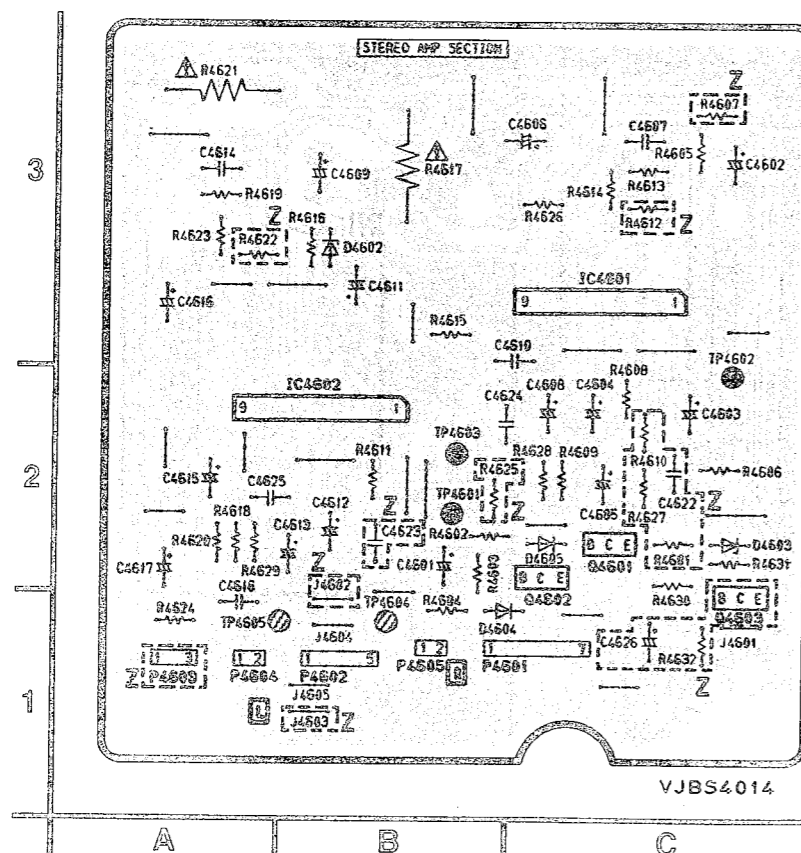 STEREO AMP SECTION
R4621
Z
R4607
C4606
C4607
R4605
C4602
3
C4614
C4609
R4617
R4613
R4619
R4614
R4626
R4612
Z
Z
R4616
R4623
R4622
D4602
C4616
C4611
IC4601
9 1
R4615
C4610
TP4602
R4608
IC4602
9 1
C4624
C4608
C4604
C4603
TP4603
R4611
R4628
R4609
2
R4625
R4610
R4606
C4615
C4625
TP4601
C4605
C4622
Z
C4612
Z
C4623
Z
R4627
R4618
C4613
R4602
R4620
D4605
B C E
Q4601
R4601
D4603
C4617
R4629
Z
C4601
R4603
R4631
J4602
B C E
Q4602
R4630
B C E
Q4603
C4618
R4624
TP4605
TP4604
R4604
J4604
D4604
C4626
J4601
1 3
1 2
1 5
1 2
1 7
Z
P4603
P4604
P4602
P4605
P4601
R4632
1
J4605
R
Z
L
J4603
Z
VJBS4014
A B C